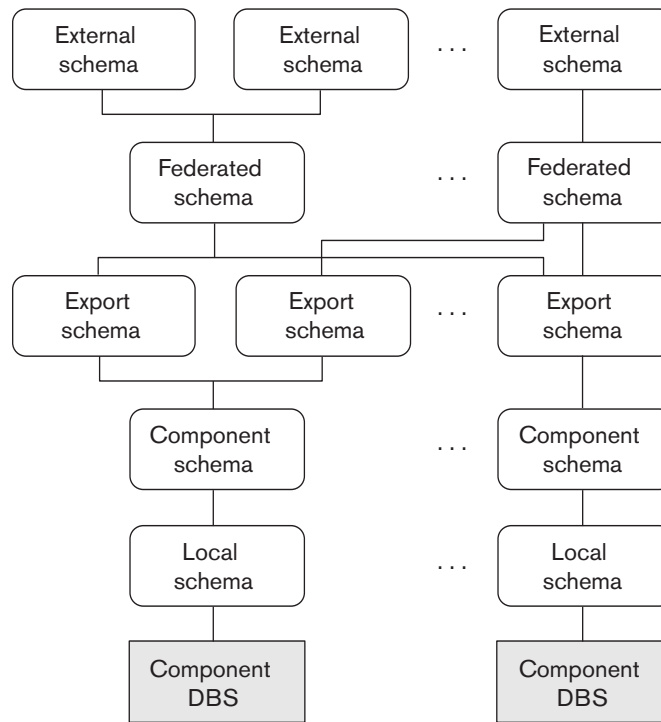 External
schema
External
schema
. . .
External
schema
Federated
schema
. . .
Federated
schema
Export
schema
Export
schema
. . .
Export
schema
Component
schema
. . .
Component
schema
Local
schema
. . .
Local
schema
Component
DBS
Component
DBS